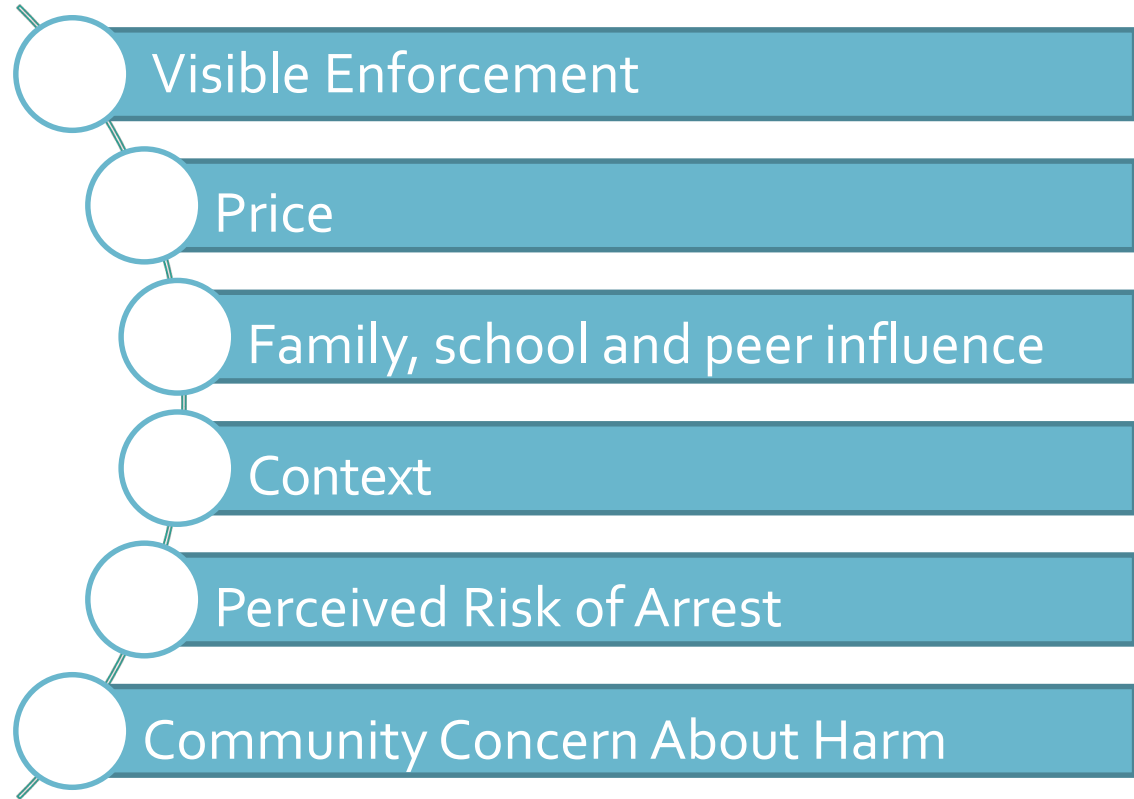 Visible Enforcement
Price
Family, school and peer influence
Context
Perceived Risk of Arrest
Community Concern About Harm